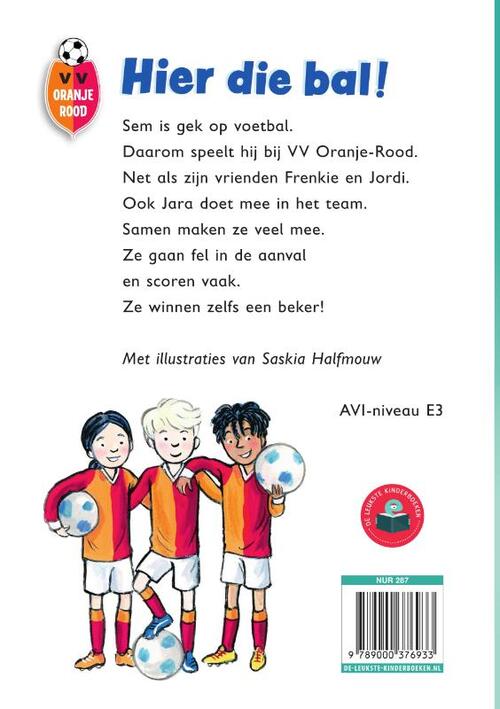 V V
ORANJE
ROOD
Hier die bal!
Sem is gek op voetbal.
Daarom speelt hij bij VV Oranje-Rood.
Net als zijn vrienden Frenkie en Jordi.
Ook Jara doet mee in het team.
Samen maken ze veel mee.
Ze gaan fel in de aanval
en scoren vaak.
Ze winnen zelfs een beker!
Met illustraties van Saskia Halfmouw
AVI-niveau E3
DE LEUKSTE KINDERBOEKEN
NUR 287
9 789000 376933
DE-LEUKSTE-KINDERBOEKEN.NL